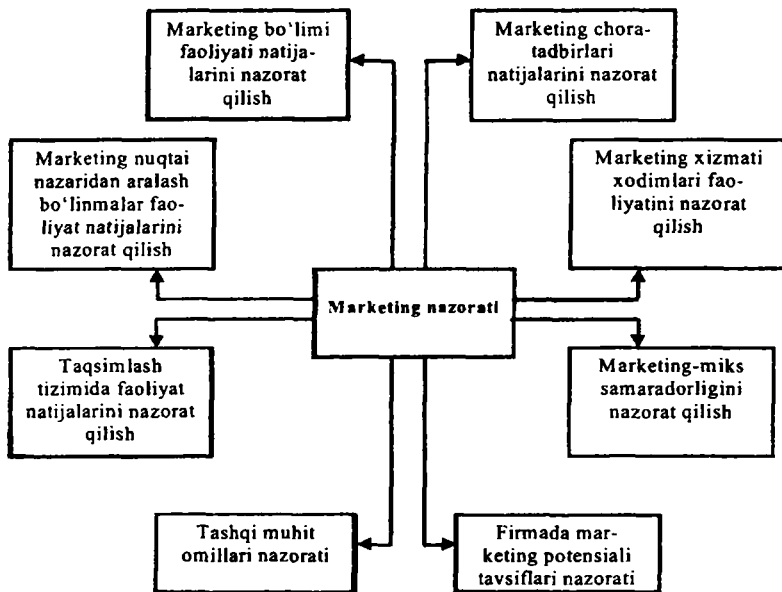 Marketing bo‘limi
faoliyati natija-
larini nazorat
qilish
Marketing chora-
tadbirlari
natijalarini nazorat
qilish
Marketing nuqtai
nazaridan aralash
bo‘linmalar fao-
liyat natijalarini
nazorat qilish
Marketing xizmati
xodimlari fao-
liyatini nazorat
qilish
Marketing nazorati
Taqsimlash
tizimida faoliyat
natijalarini nazorat
qilish
Marketing-miks
samaradorligini
nazorat qilish
Tashqi muhit
omillari nazorati
Firmada mar-
keting potensiali
tavsiflari nazorati